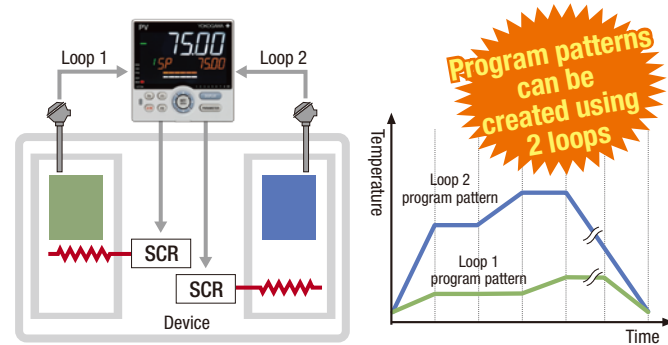 Loop 1
PV
YOKOGAWA
75.00
Loop 2
1SP 75.00
SCR
SCR
Device
Program patterns
can be
created using
2 loops
Temperature
Loop 2
program pattern
Loop 1
program pattern
Time